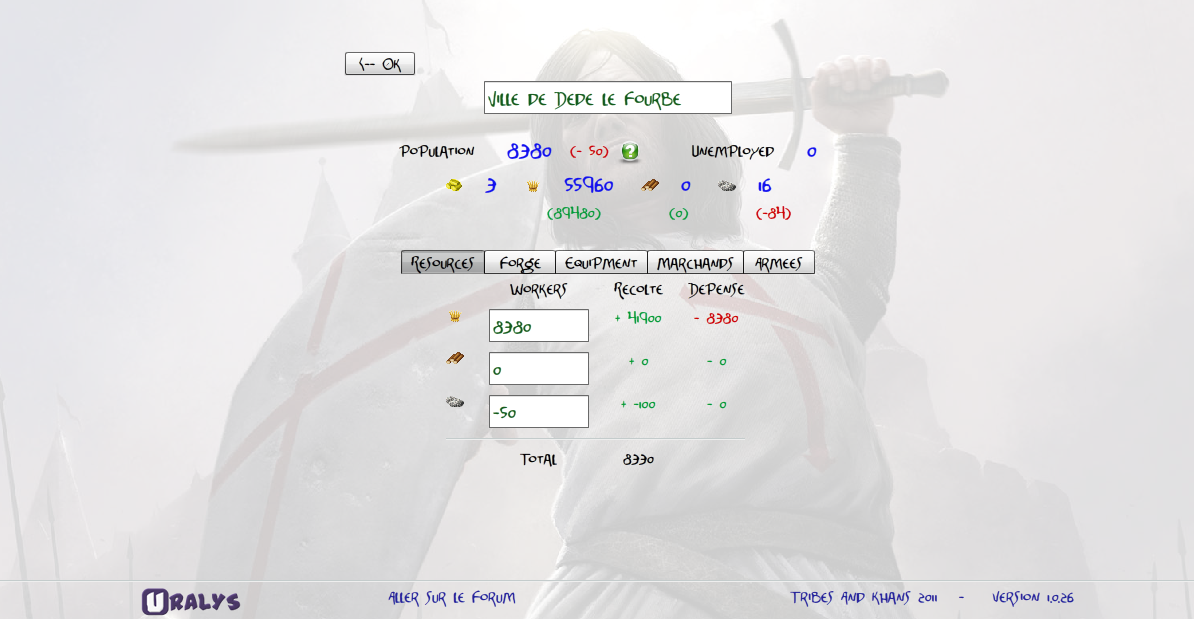 <-- OK
Ville de Dede le Fourbe
Population 8380 (- 50) ? Unemployed 0
3 55960 0 16
(89480) (0) (-84)
Resources Forge Equipment Marchands Armees
Workers Recolte Depense
8380 + 41900 - 8380
0 + 0 - 0
-50 + -100 - 0
Total 8330
Uralys Aller sur le forum Tribes and Khans 2011 - Version 1.0.26